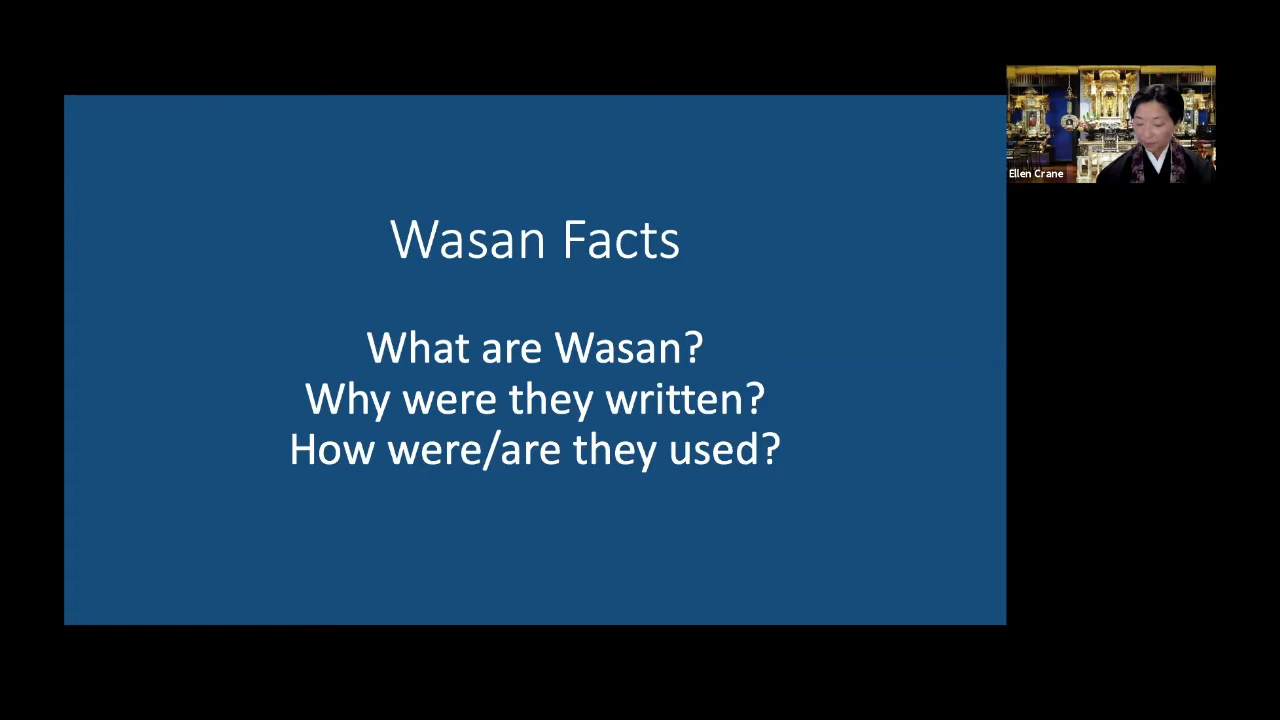 Wasan Facts
What are Wasan?
Why were they written?
How were/are they used?
Ellen Crane